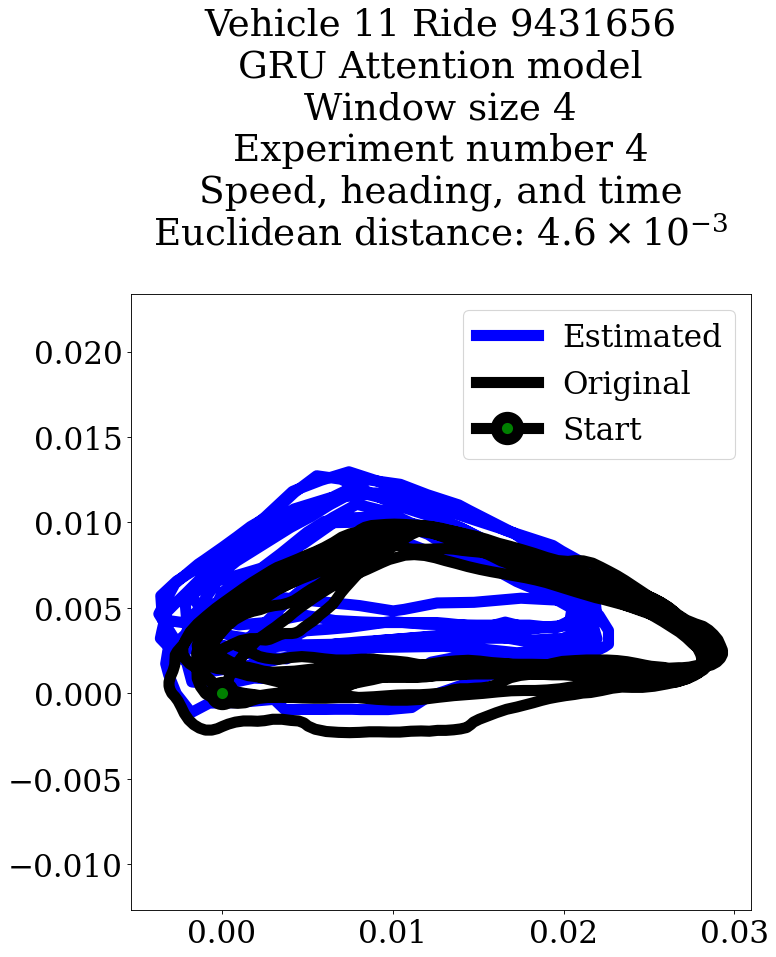 Vehicle 11 Ride 9431656
GRU Attention model
Window size 4
Experiment number 4
Speed, heading, and time
Euclidean distance: 4.6 × 10⁻³
Estimated
Original
Start
0.020
0.015
0.010
0.005
0.000
−0.005
−0.010
0.00 0.01 0.02 0.03